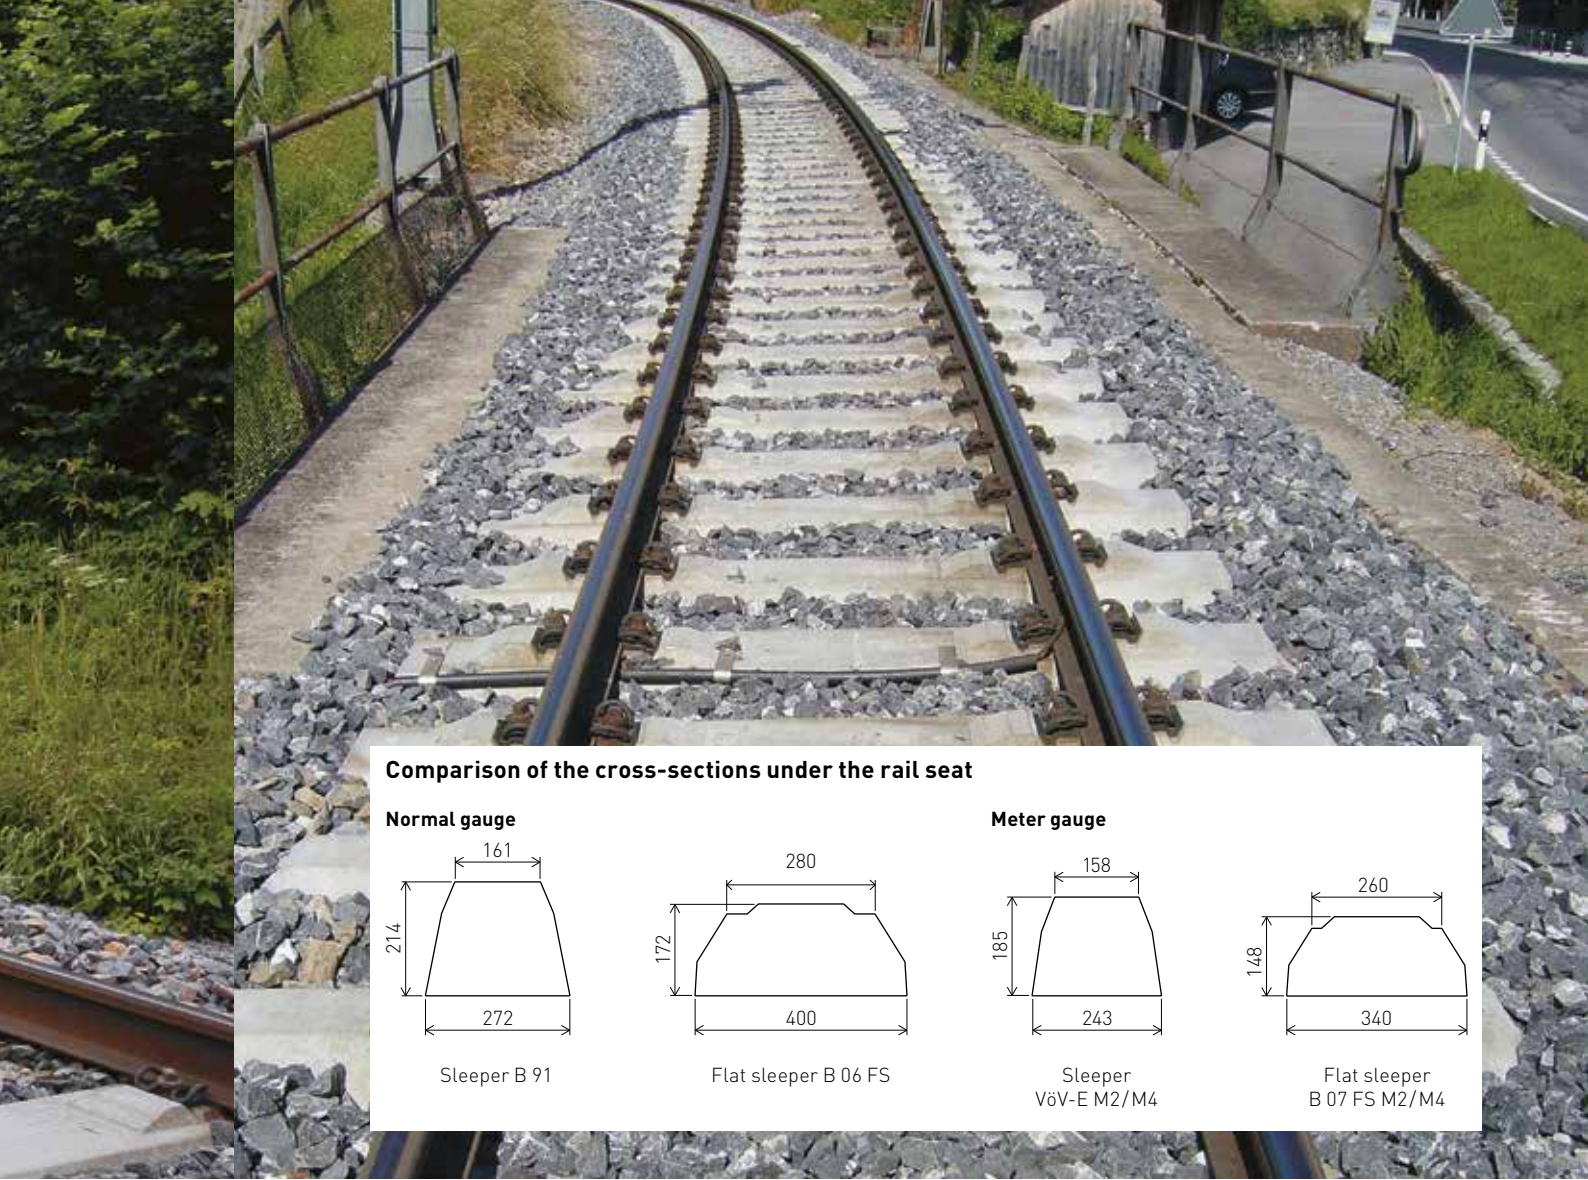 Comparison of the cross-sections under the rail seat
Normal gauge
161
214
272
Sleeper B 91
280
172
400
Flat sleeper B 06 FS
Meter gauge
158
185
243
Sleeper
VöV-E M2/M4
260
148
340
Flat sleeper
B 07 FS M2/M4